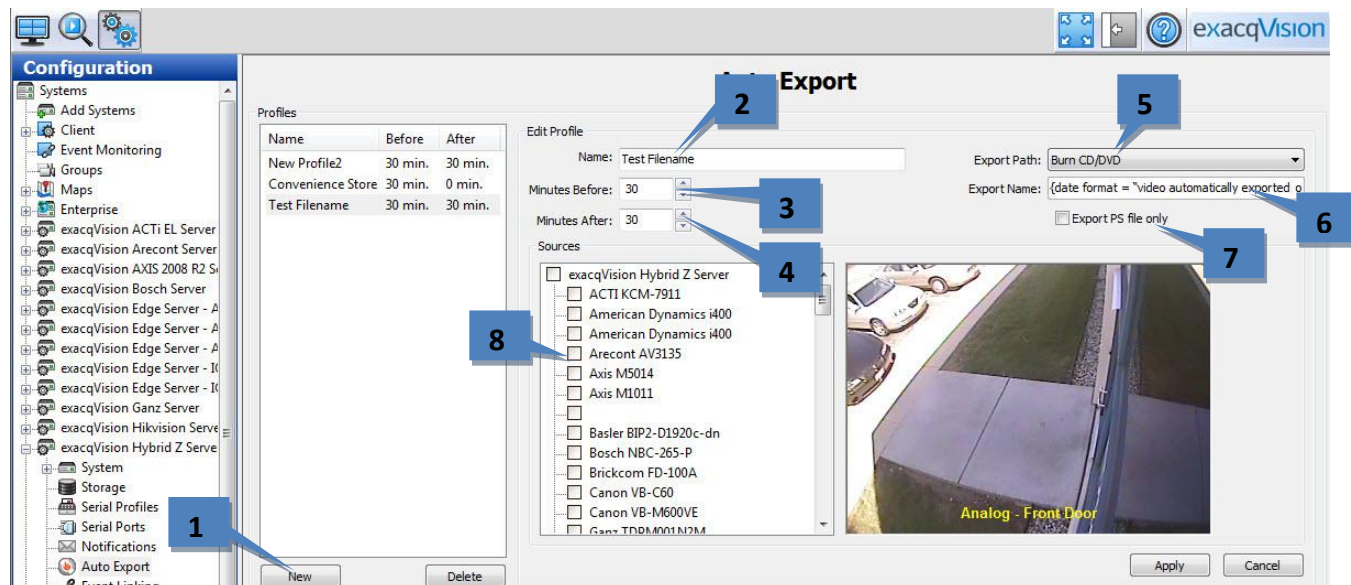 exacqVision
Configuration
Systems
Add Systems
Client
Event Monitoring
Groups
Maps
Enterprise
exacqVision ACTi EL Server
exacqVision Arecont Server
exacqVision AXIS 2008 R2
exacqVision Bosch Server
exacqVision Edge Server - A
exacqVision Edge Server - A
exacqVision Edge Server - A
exacqVision Edge Server - I
exacqVision Edge Server - I
exacqVision Ganz Server
exacqVision Hikvision Serve
exacqVision Hybrid Z Serve
System
Storage
Serial Profiles
Serial Ports
Notifications
Auto Export
1
Export
Profiles
Name Before After
New Profile2 30 min. 30 min.
Convenience Store 30 min. 0 min.
Test Filename 30 min. 30 min.
New Delete
2
5
Edit Profile
Name: Test Filename
Export Path: Burn CD/DVD
Minutes Before: 30
3
Export Name: {date format = "video automatically exported o
6
Minutes After: 30
4
Export PS file only
7
Sources
8
exacqVision Hybrid Z Server
ACTI KCM-7911
American Dynamics i400
American Dynamics i400
Arecont AV3135
Axis M5014
Axis M1011
Basler BIP2-D1920c-dn
Bosch NBC-265-P
Brickcom FD-100A
Canon VB-C60
Canon VB-M600VE
Analog - Front Door
Apply Cancel